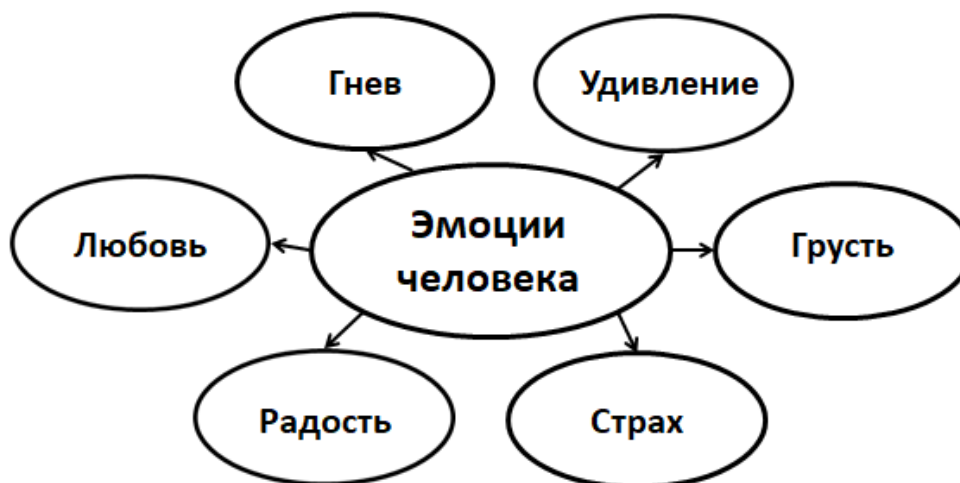 Гнев
Удивление
Любовь
Эмоции
человека
Грусть
Радость
Страх